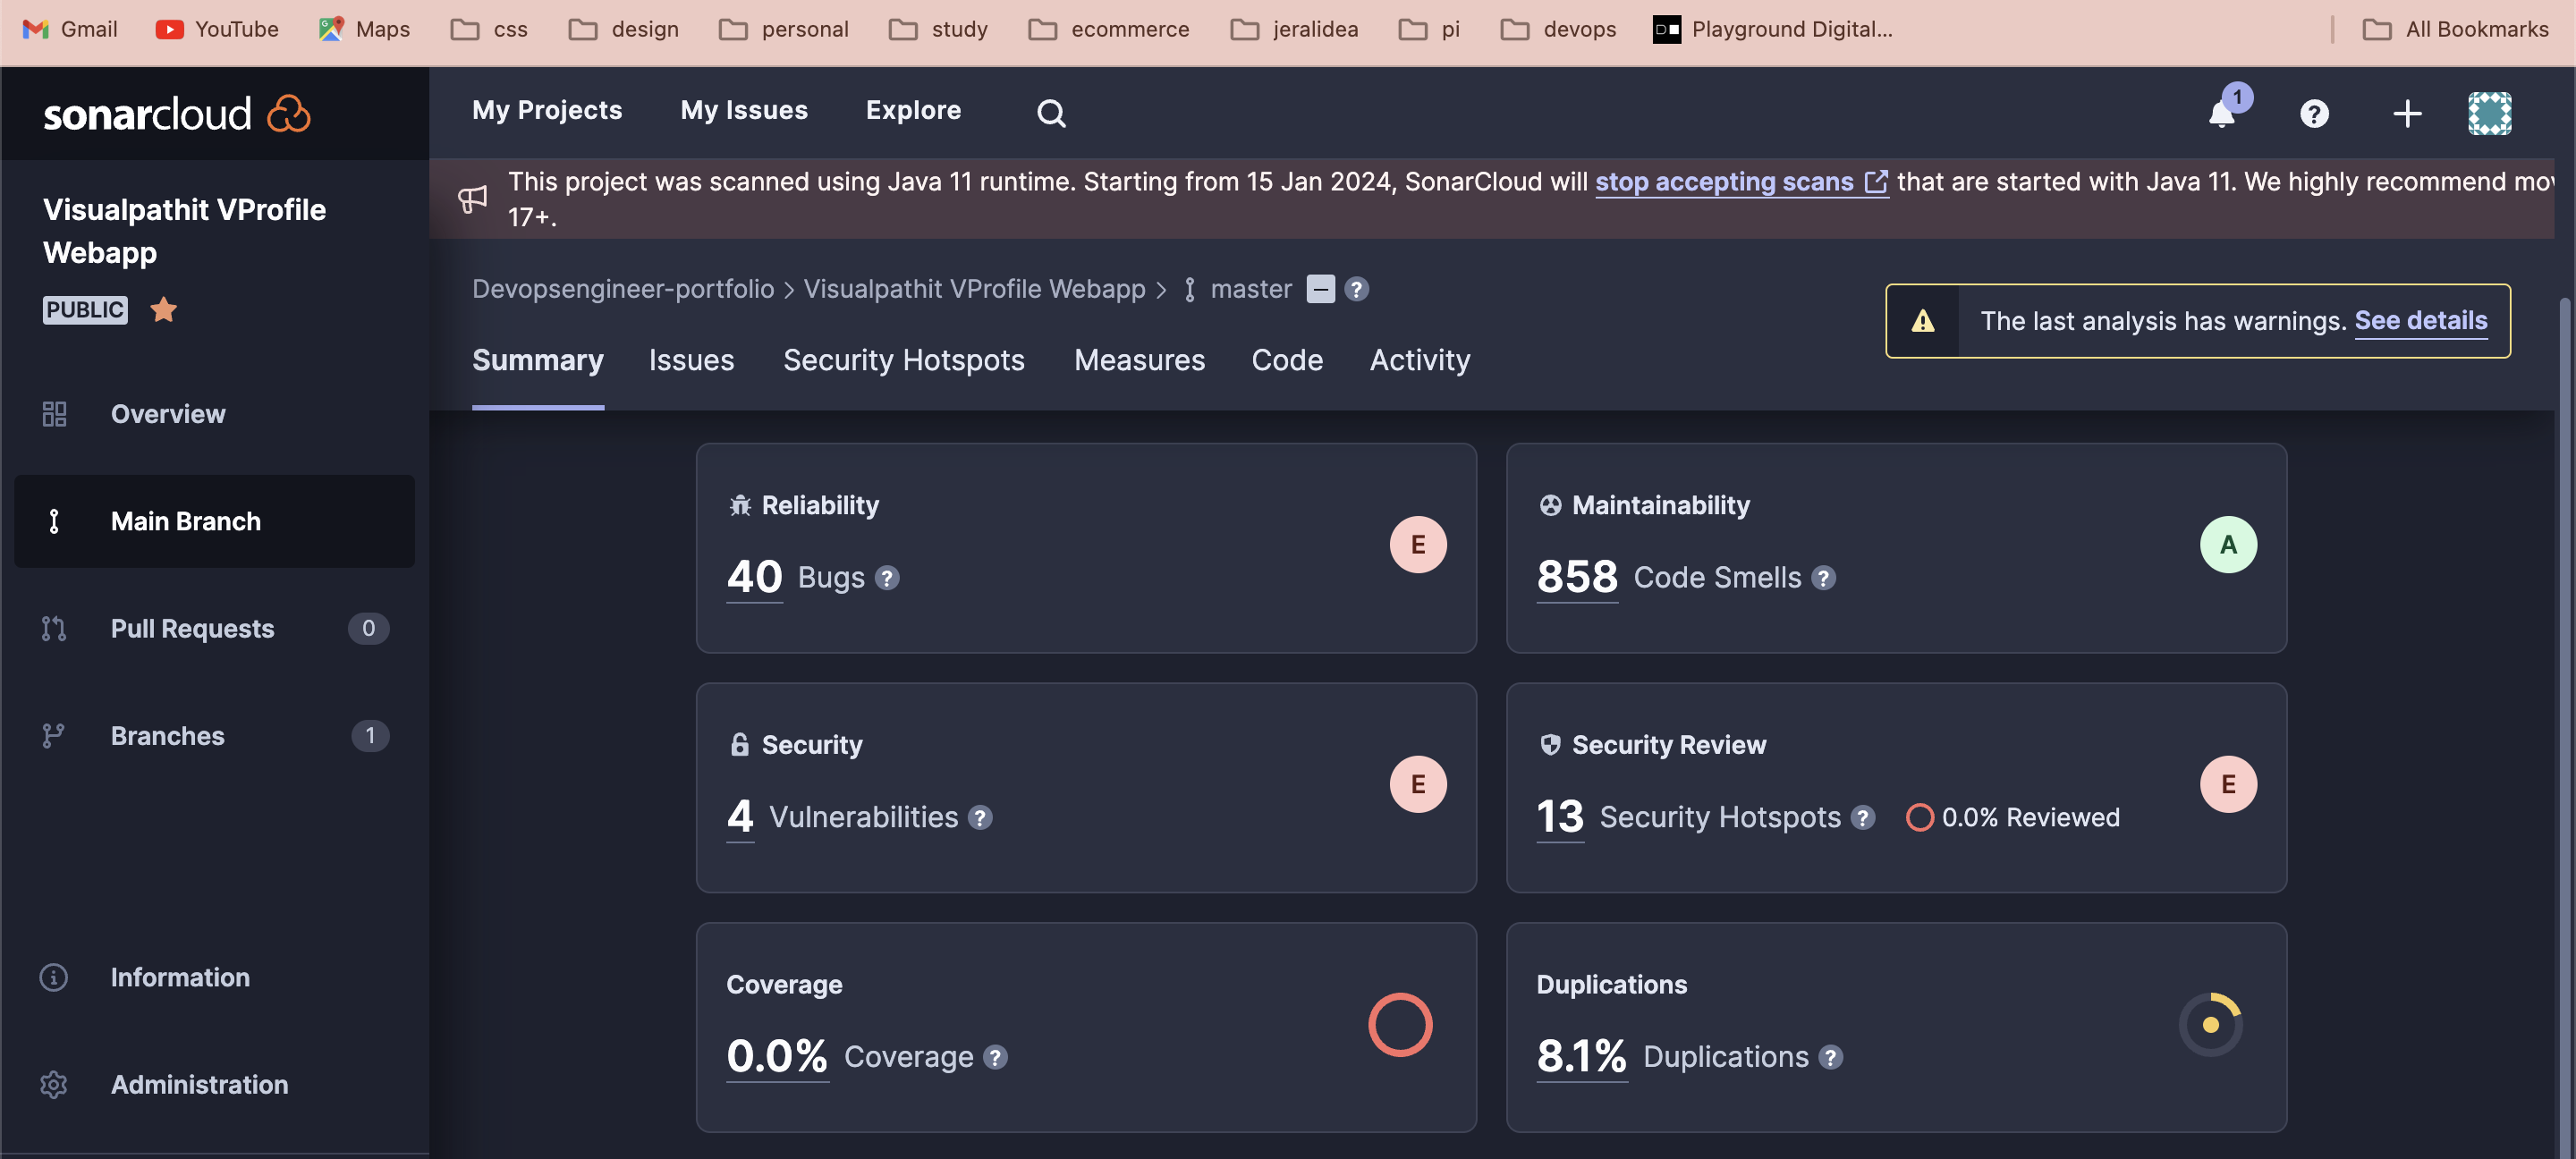 Gmail YouTube Maps css design personal study ecommerce jeralidea pi devops Playground Digital... All Bookmarks
sonarcloud
My Projects My Issues Explore 1
This project was scanned using Java 11 runtime. Starting from 15 Jan 2024, SonarCloud will stop accepting scans that are started with Java 11. We highly recommend
17+.
Visualpathit VProfile
Webapp
PUBLIC
Overview
Main Branch
Pull Requests 0
Branches 1
Information
Administration
Devopsengineer-portfolio > Visualpathit VProfile Webapp > master
The last analysis has warnings. See details
Summary Issues Security Hotspots Measures Code Activity
Reliability
40 Bugs
E
Maintainability
858 Code Smells
A
Security
4 Vulnerabilities
E
Security Review
13 Security Hotspots 0.0% Reviewed
E
Coverage
0.0% Coverage
Duplications
8.1% Duplications